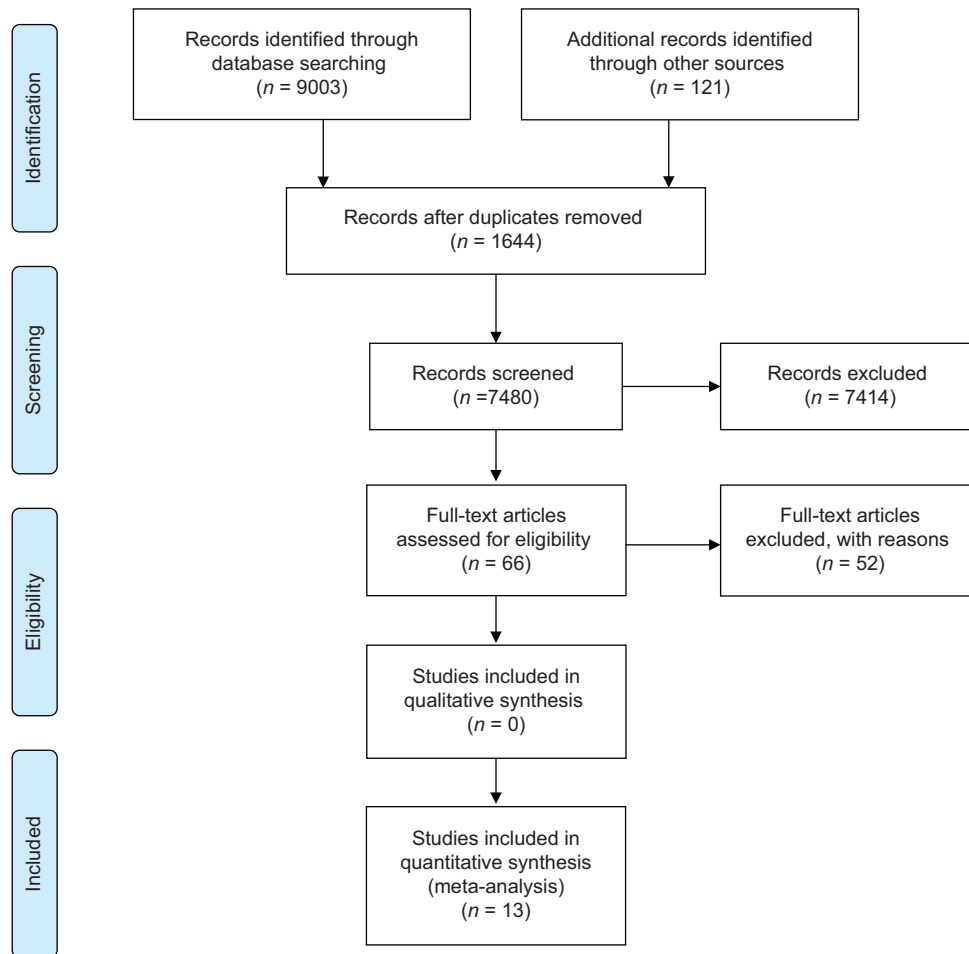 Identification
Records identified through
database searching
(n = 9003)
Additional records identified
through other sources
(n = 121)
Records after duplicates removed
(n = 1644)
Screening
Records screened
(n =7480)
Records excluded
(n = 7414)
Eligibility
Full-text articles
assessed for eligibility
(n = 66)
Full-text articles
excluded, with reasons
(n = 52)
Studies included in
qualitative synthesis
(n = 0)
Included
Studies included in
quantitative synthesis
(meta-analysis)
(n = 13)